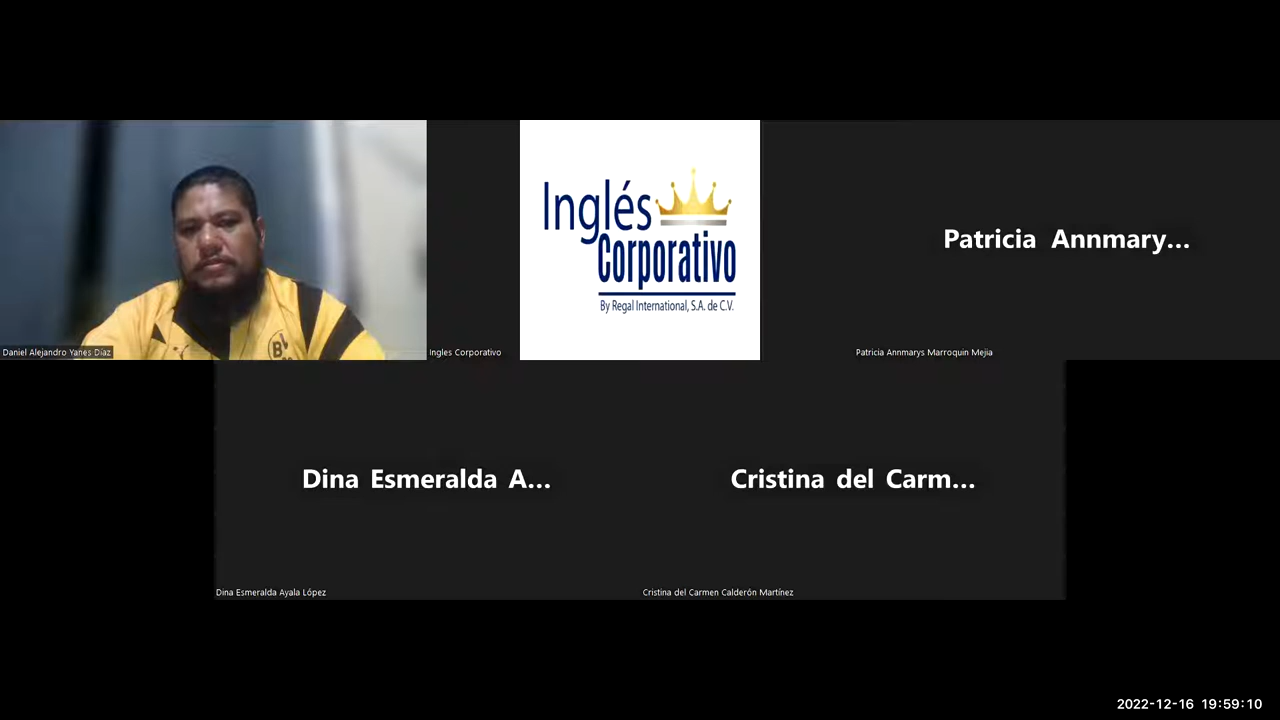 Inglés
Corporativo
By Regal International, S.A. de C.V.
Patricia Annmary...
Daniel Alejandro Yanes Diaz
Ingles Corporativo
Patricia Annmarys Marroquin Mejia
Dina Esmeralda A...
Cristina del Carm...
Dina Esmeralda Ayala López
Cristina del Carmen Calderón Martínez
2022-12-16 19:59:10